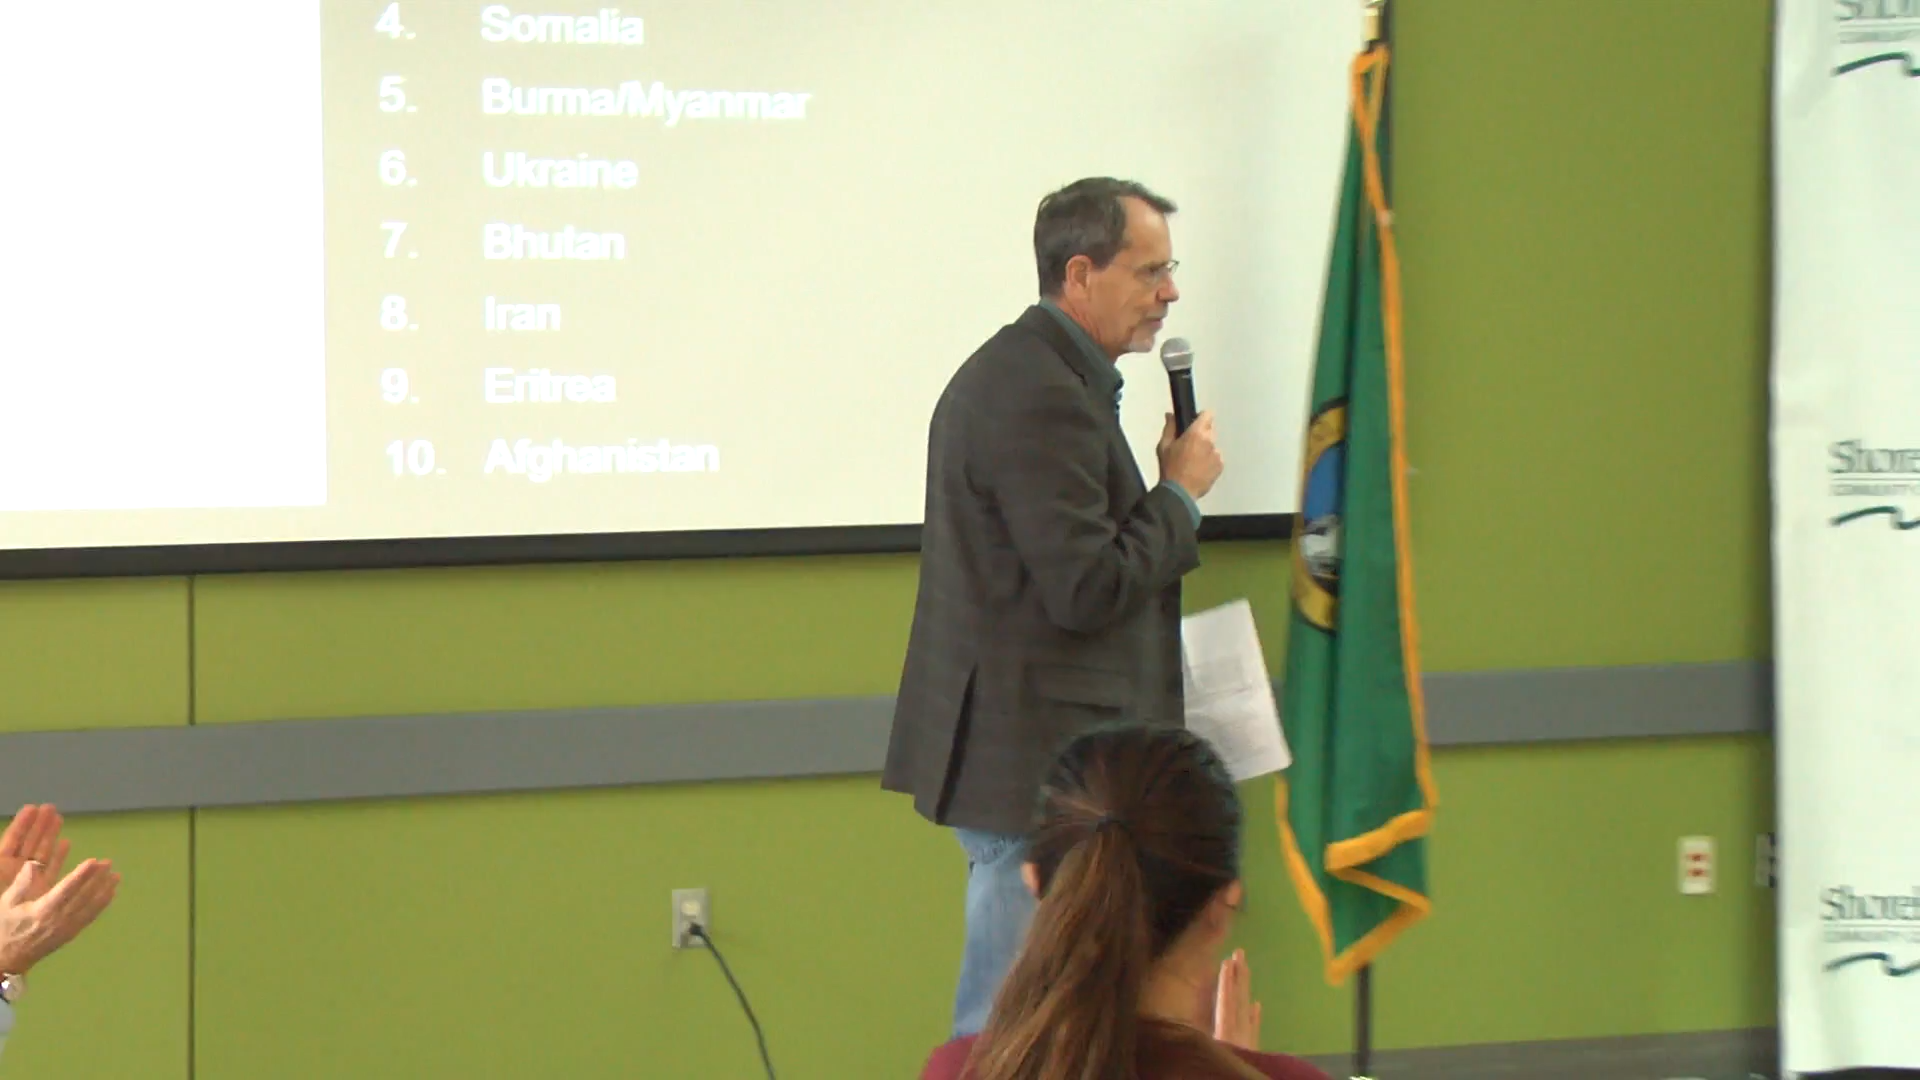 4. Somalia
5. Burma/Myanmar
6. Ukraine
7. Bhutan
8. Iran
9. Eritrea
10. Afghanistan